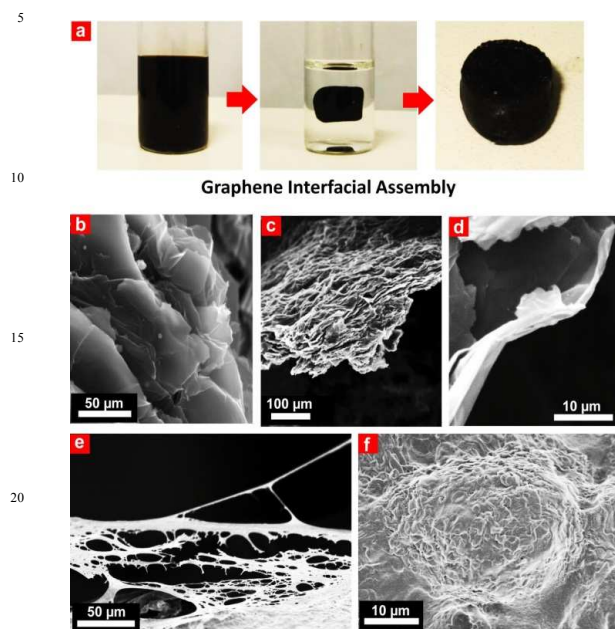 5
a
10
Graphene Interfacial Assembly
b
c
d
15
50 µm
100 µm
10 µm
e
f
20
50 µm
10 µm